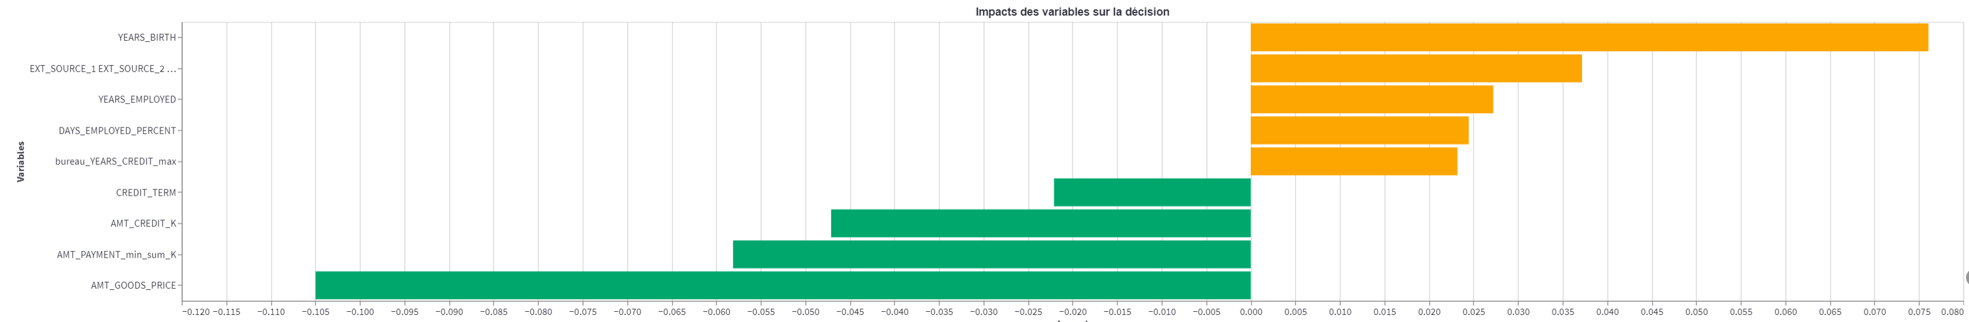 Impacts des variables sur la décision
Variables
YEARS_BIRTH
EXT_SOURCE_1 EXT_SOURCE_2 …
YEARS_EMPLOYED
DAYS_EMPLOYED_PERCENT
bureau_YEARS_CREDIT_max
CREDIT_TERM
AMT_CREDIT_K
AMT_PAYMENT_min_sum_K
AMT_GOODS_PRICE
−0.120 −0.115 −0.110 −0.105 −0.100 −0.095 −0.090 −0.085 −0.080 −0.075 −0.070 −0.065 −0.060 −0.055 −0.050 −0.045 −0.040 −0.035 −0.030 −0.025 −0.020 −0.015 −0.010 −0.005 0.000 0.005 0.010 0.015 0.020 0.025 0.030 0.035 0.040 0.045 0.050 0.055 0.060 0.065 0.070 0.075 0.080